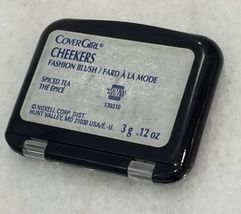 COVERGIRL
CHEEKERS
FASHION BLUSH / FARD À LA MODE
SPICED TEA
THÉ ÉPICÉ
130310
© NOXELL CORP. DIST.
HUNT VALLEY, MD 21030 USA/É.-U.
3 g .12 oz